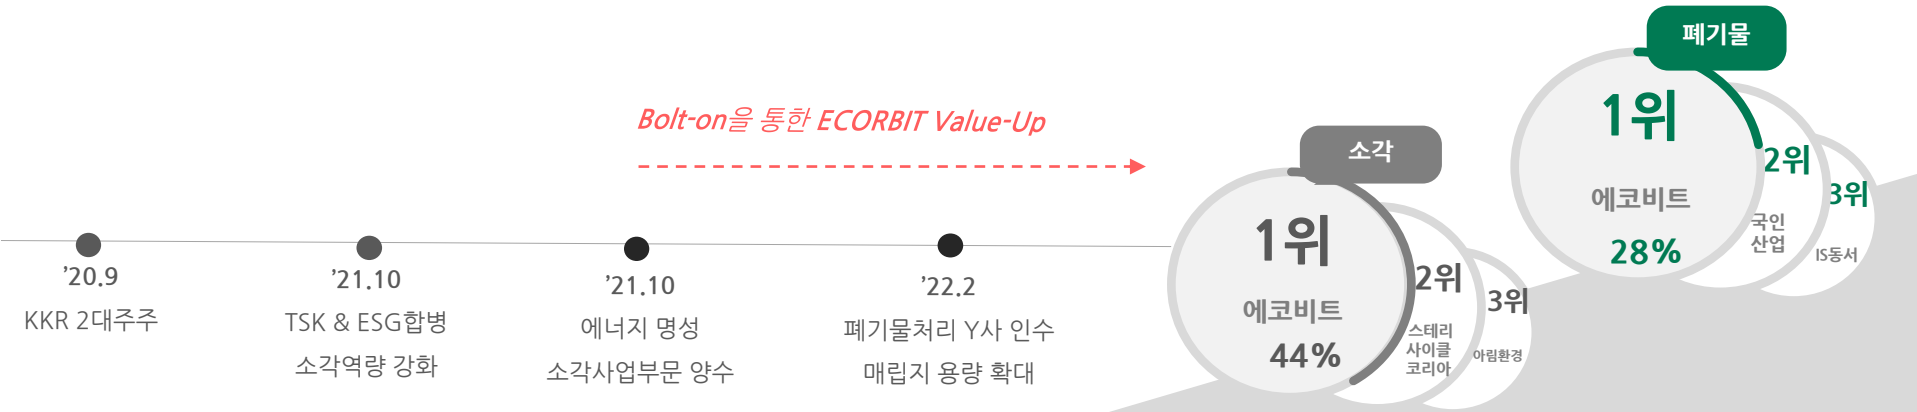 Bolt-on을 통한 ECORBIT Value-Up
’20.9
KKR 2대주주
’21.10
TSK & ESG합병
소각역량 강화
’21.10
에너지 명성
소각사업부문 양수
’22.2
폐기물처리 Y사 인수
매립지 용량 확대
소각
1위
에코비트
44%
2위
스테리
사이클
코리아
3위
아림환경
폐기물
1위
에코비트
28%
2위
국인
산업
3위
IS동서